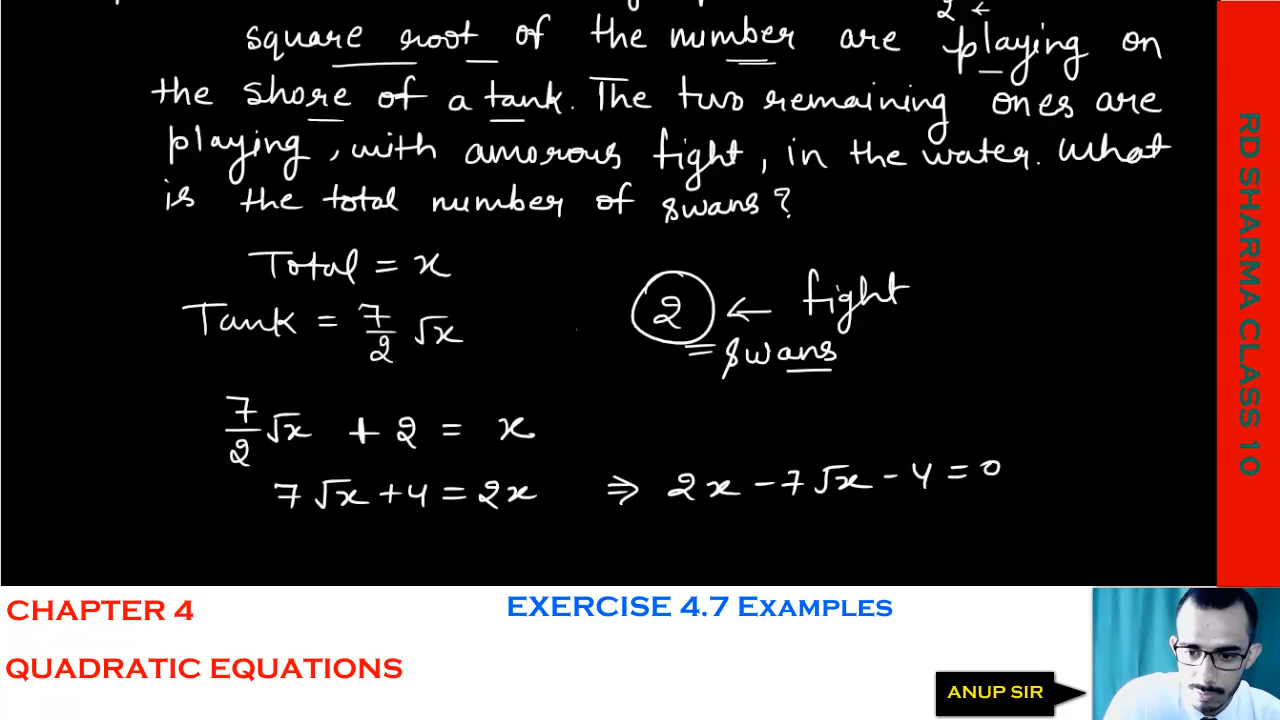 square root of the number are playing on
the shore of a tank. The two remaining ones are
playing, with amorous fight, in the water. What
is the total number of swans?
Total = x
Tank = 7/2 √x
2 ← fight
= swans
7/2 √x + 2 = x
7√x + 4 = 2x ⇒ 2x - 7√x - 4 = 0
RD SHARMA CLASS 10
CHAPTER 4
EXERCISE 4.7 EXAMPLES
QUADRATIC EQUATIONS
ANUP SIR